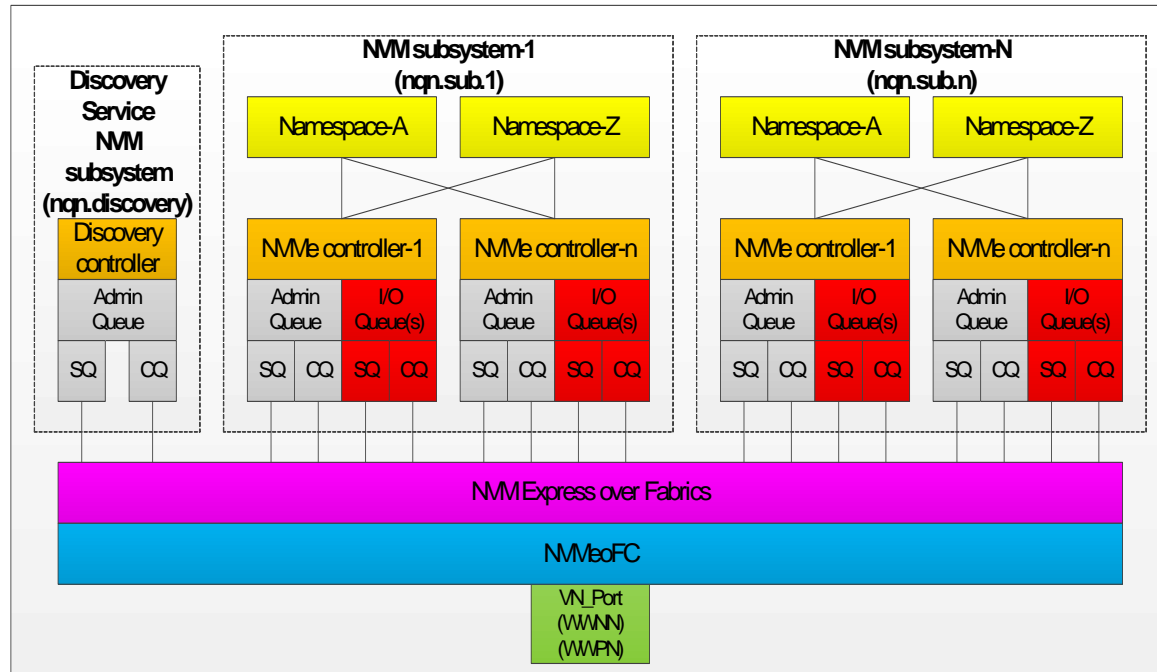 Discovery
Service
NVM
subsystem
(nqn.discovery)
Discovery
controller
Admin
Queue
SQ
CQ
NVM subsystem-1
(nqn.sub.1)
Namespace-A
Namespace-Z
NVMe controller-1
NVMe controller-n
Admin
Queue
I/O
Queue(s)
Admin
Queue
I/O
Queue(s)
SQ
CQ
SQ
CQ
SQ
CQ
SQ
CQ
NVM subsystem-N
(nqn.sub.n)
Namespace-A
Namespace-Z
NVMe controller-1
NVMe controller-n
Admin
Queue
I/O
Queue(s)
Admin
Queue
I/O
Queue(s)
SQ
CQ
SQ
CQ
SQ
CQ
SQ
CQ
NVM Express over Fabrics
NVMeoFC
VN_Port
(WWNN)
(WWPN)